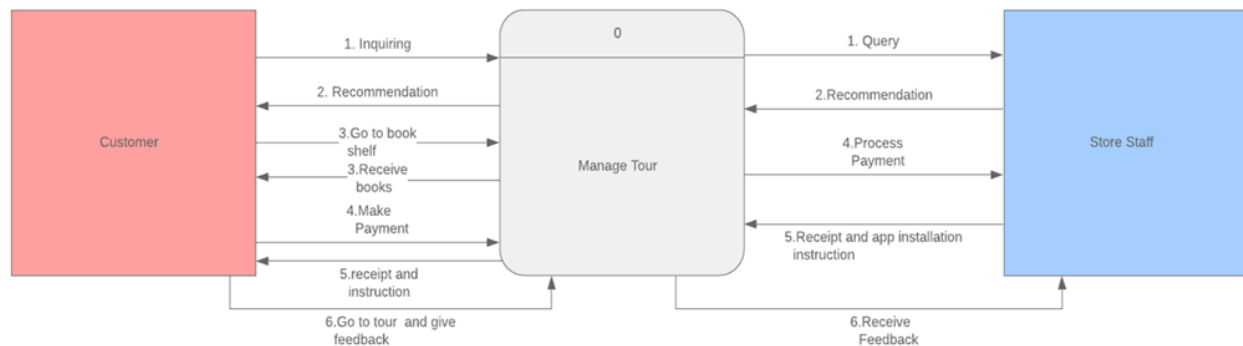 0
1. Inquiring
1. Query
2. Recommendation
2.Recommendation
Customer
3.Go to book
shelf
4.Process
Payment
Store Staff
Manage Tour
3.Receive
books
4.Make
Payment
5.Receipt and app installation
instruction
5.receipt and
instruction
6.Go to tour and give
feedback
6.Receive
Feedback